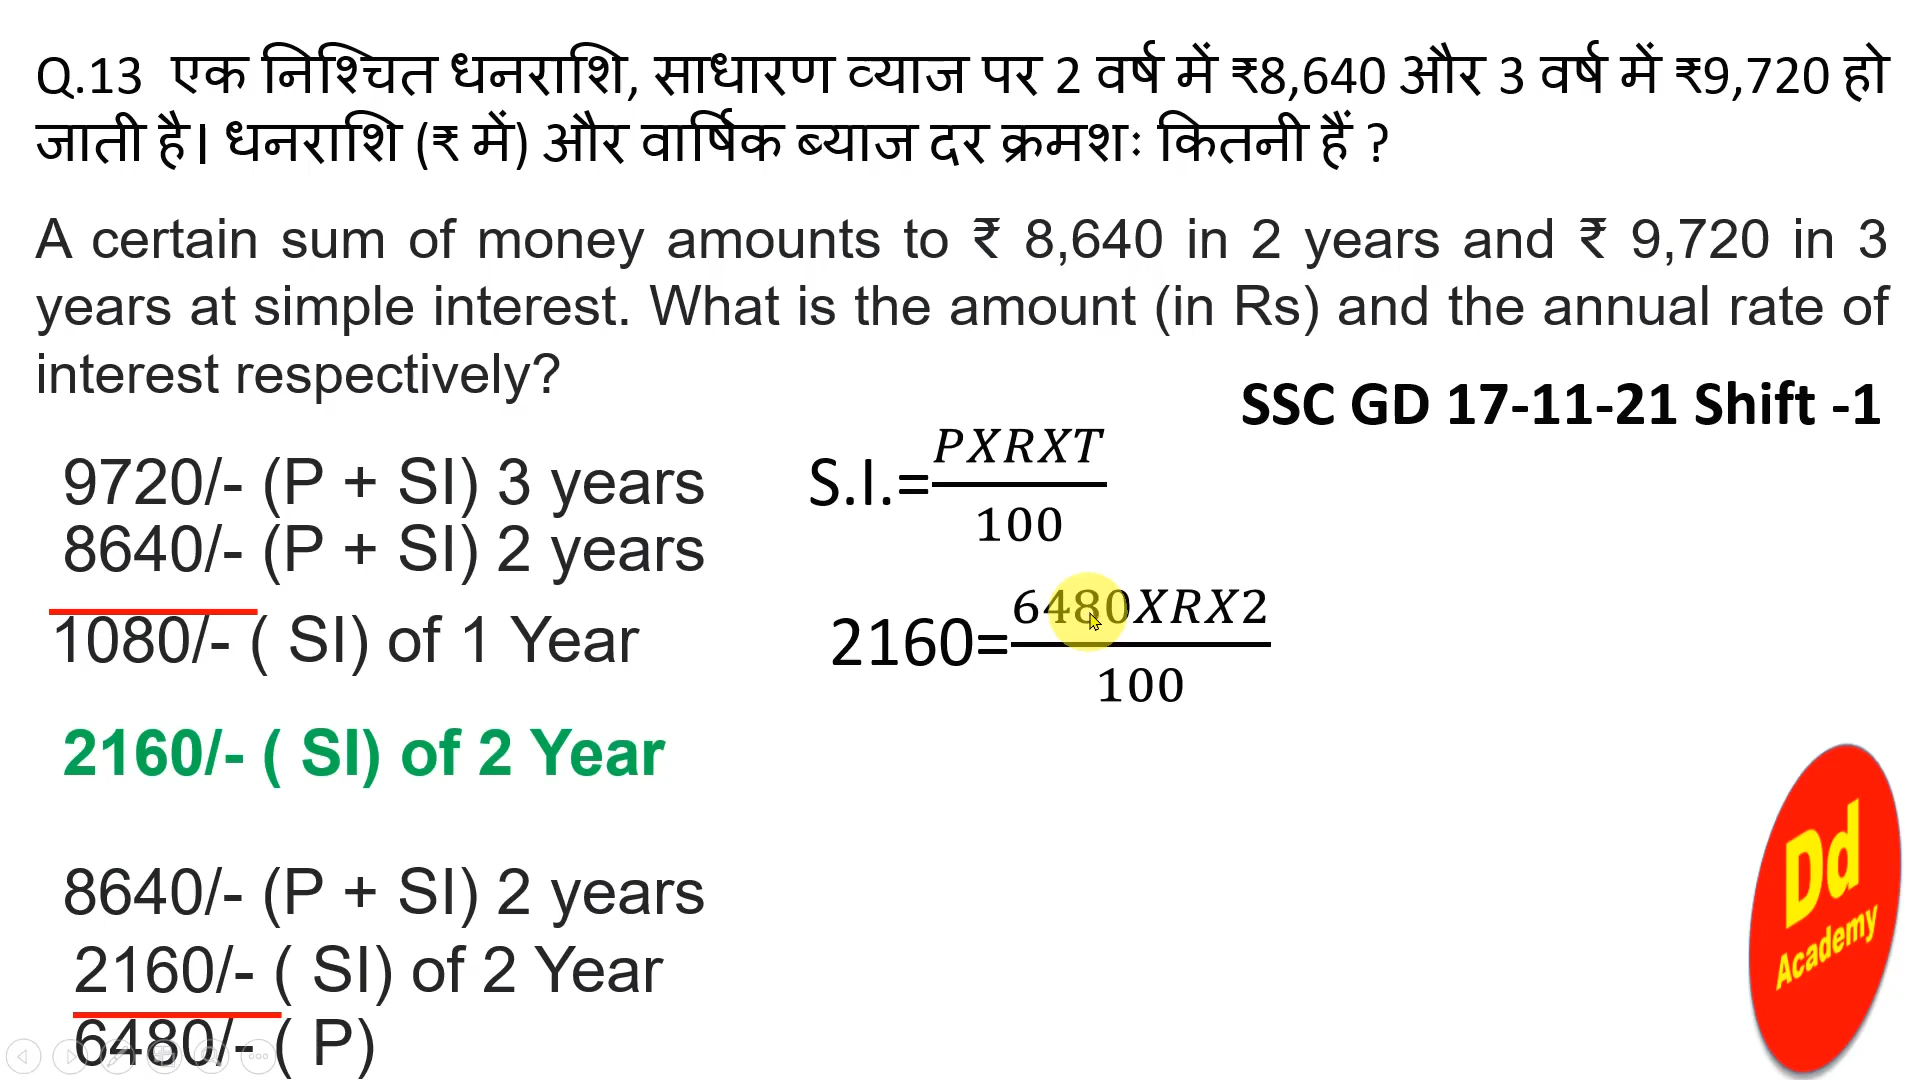 Q.13 एक निश्चित धनराशि, साधारण व्याज पर 2 वर्ष में ₹8,640 और 3 वर्ष में ₹9,720 हो
जाती है। धनराशि (₹ में) और वार्षिक ब्याज दर क्रमशः कितनी हैं ?
A certain sum of money amounts to ₹ 8,640 in 2 years and ₹ 9,720 in 3
years at simple interest. What is the amount (in Rs) and the annual rate of
interest respectively?
SSC GD 17-11-21 Shift -1
9720/- (P + SI) 3 years
8640/- (P + SI) 2 years
1080/- ( SI) of 1 Year
2160/- ( SI) of 2 Year
8640/- (P + SI) 2 years
2160/- ( SI) of 2 Year
6480/- ( P)
PXRXT
S.I.=
100
6480XRX2
2160=
100
Dd
Academy